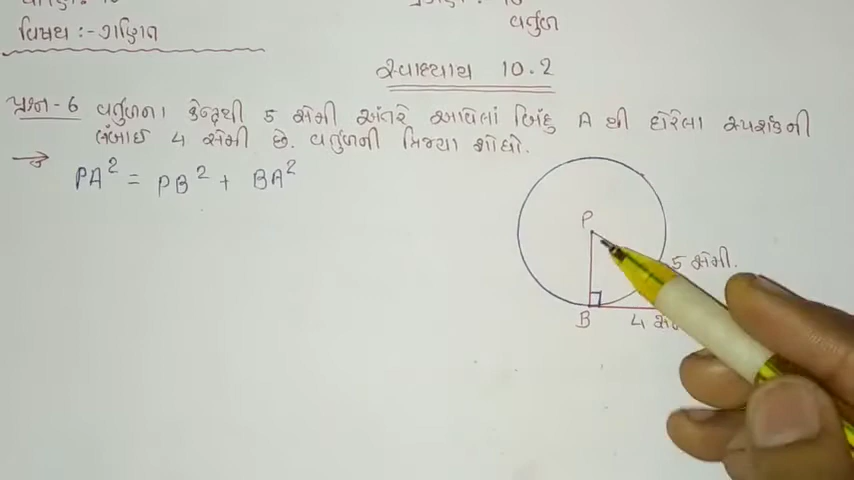 વર્તુળ
વિષય :- ગણિત
સ્વાધ્યાય 10.2
પ્રશ્ન - 6 વર્તુળના કેન્દ્રથી 5 સેમી અંતરે આવેલાં બિંદુ A થી દોરેલા સ્પર્શકની
લંબાઈ 4 સેમી છે. વર્તુળની ત્રિજ્યા શોધો.
→ PA² = PB² + BA²
P
5 સેમી.
B 4